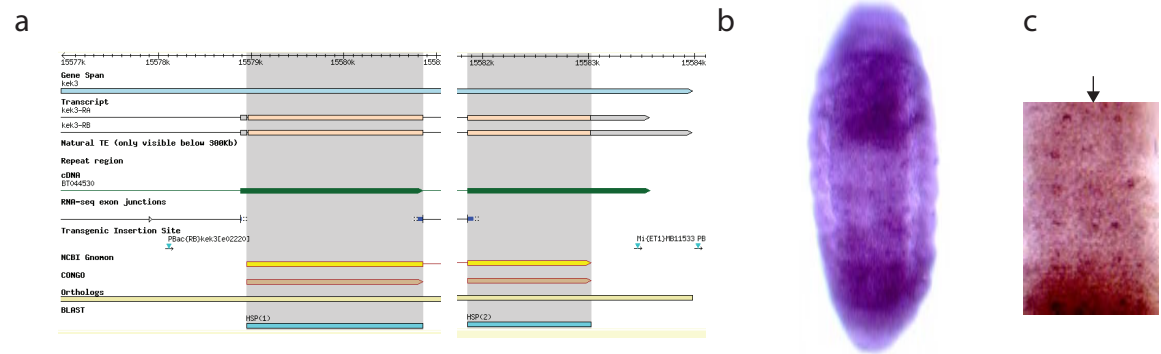 a
b
c
15577k 15578k 15579k 15580k 1558 15582k 15583k 15584k
Gene Span
kek3
Transcript
kek3-RA
kek3-RB
Natural TE (only visible below 300Kb)
Repeat region
cDNA
BT044530
RNA-seq exon junctions
Transgenic Insertion Site
PBac{RB}kek3[e02220] Mi{ET1}MB11533 PB
NCBI Gnomon
CONGO
Orthologs
BLAST
HSP(1) HSP(2)